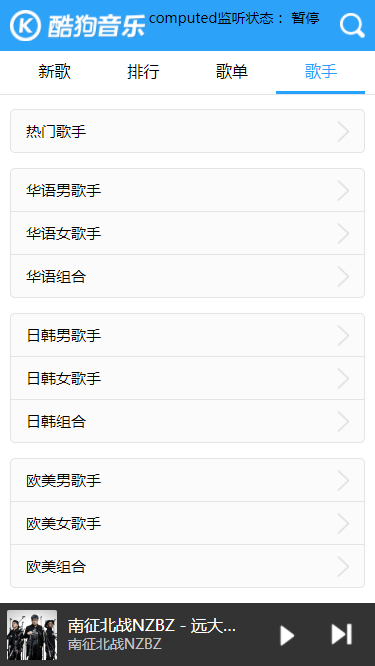 酷狗音乐 computed监听状态： 暂停
新歌 排行 歌单 歌手
热门歌手
华语男歌手
华语女歌手
华语组合
日韩男歌手
日韩女歌手
日韩组合
欧美男歌手
欧美女歌手
欧美组合
南征北战NZBZ - 远大...
南征北战NZBZ